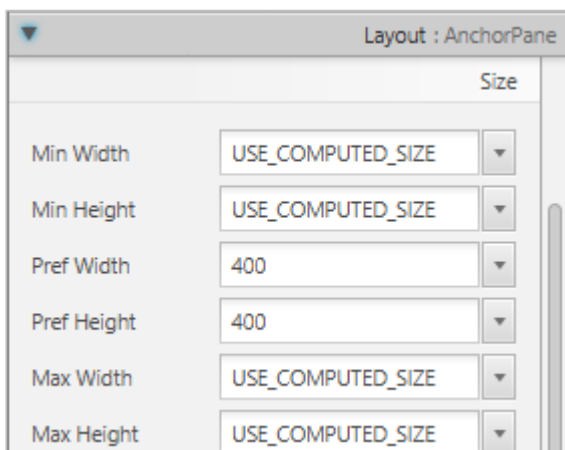 Layout : AnchorPane
Size
Min Width USE_COMPUTED_SIZE
Min Height USE_COMPUTED_SIZE
Pref Width 400
Pref Height 400
Max Width USE_COMPUTED_SIZE
Max Height USE_COMPUTED_SIZE